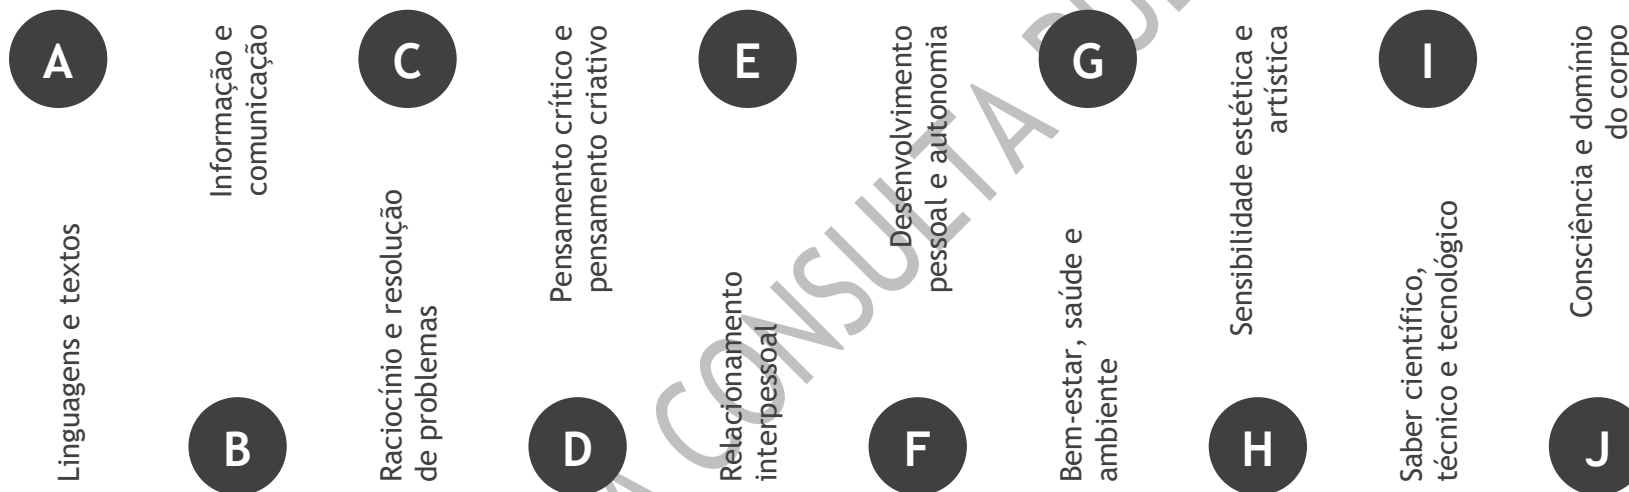 A
Linguagens e textos
Informação e
comunicação
B
C
Raciocínio e resolução
de problemas
Pensamento crítico e
pensamento criativo
D
E
Relacionamento
interpessoal
Desenvolvimento
pessoal e autonomia
F
G
Bem-estar, saúde e
ambiente
Sensibilidade estética e
artística
H
I
Saber científico,
técnico e tecnológico
Consciência e domínio
do corpo
J
A CONSULTA